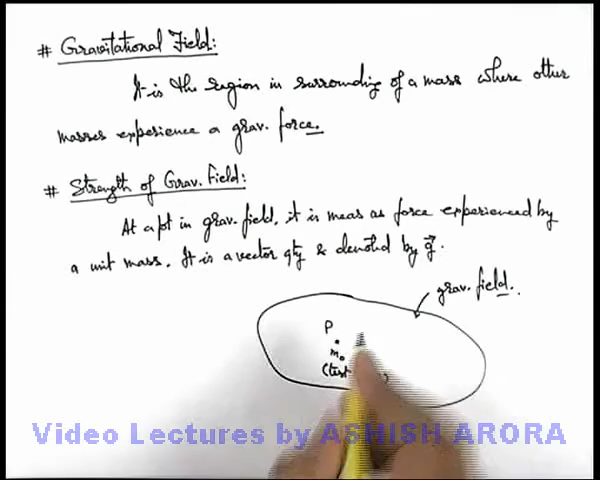 # Gravitational Field:
It is the region in surrounding of a mass where other
masses experience a grav. force.
# Strength of Grav. Field:
At a pt in grav. field, it is meas as force experienced by
a unit mass. It is a vector qty & denoted by g⃗.
grav. field.
P
m₀
(test
Video Lectures by ASHISH ARORA